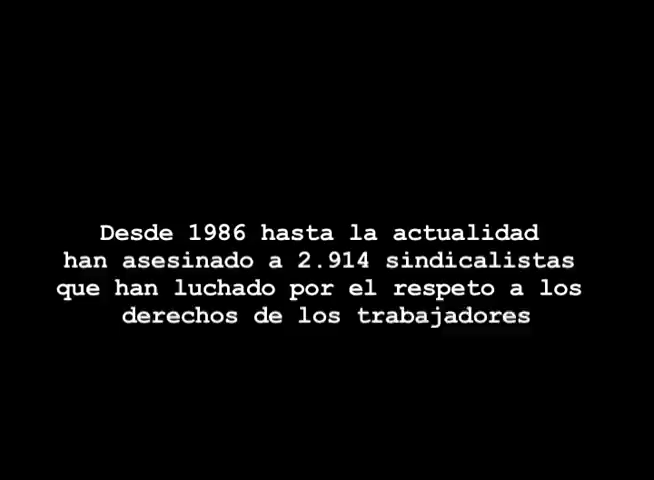 Desde 1986 hasta la actualidad
han asesinado a 2.914 sindicalistas
que han luchado por el respeto a los
derechos de los trabajadores